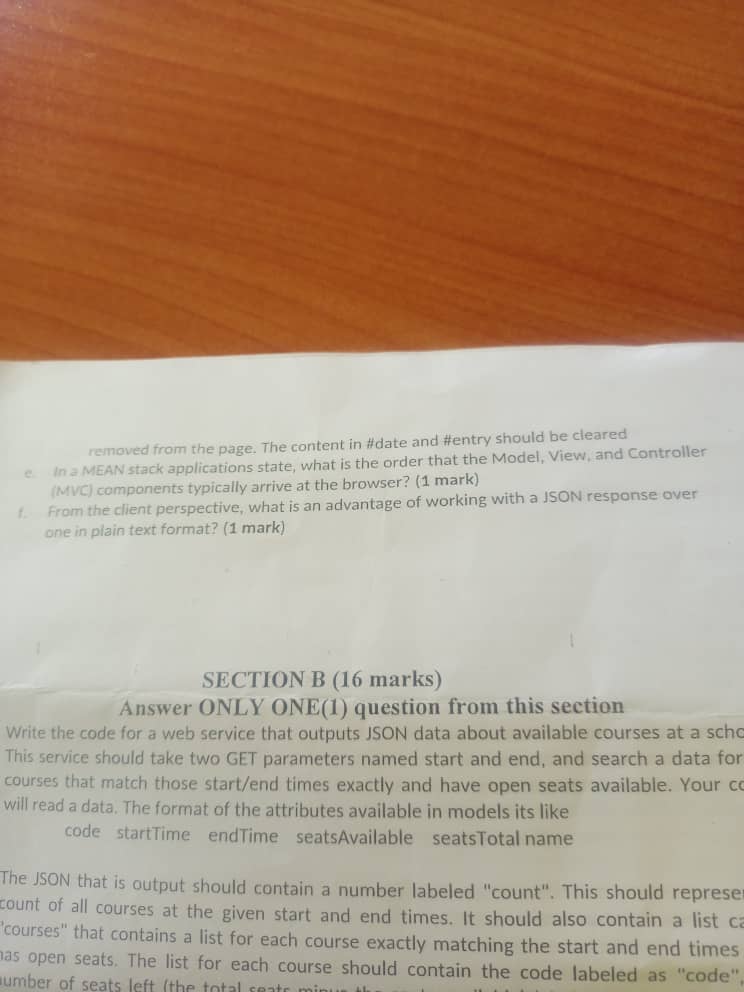 removed from the page. The content in #date and #entry should be cleared
e. In a MEAN stack applications state, what is the order that the Model, View, and Controller
(MVC) components typically arrive at the browser? (1 mark)
f. From the client perspective, what is an advantage of working with a JSON response over
one in plain text format? (1 mark)
SECTION B (16 marks)
Answer ONLY ONE(1) question from this section
Write the code for a web service that outputs JSON data about available courses at a scho
This service should take two GET parameters named start and end, and search a data for
courses that match those start/end times exactly and have open seats available. Your co
will read a data. The format of the attributes available in models its like
code startTime endTime seatsAvailable seatsTotal name
The JSON that is output should contain a number labeled "count". This should represe
count of all courses at the given start and end times. It should also contain a list ca
"courses" that contains a list for each course exactly matching the start and end times
has open seats. The list for each course should contain the code labeled as "code",
number of seats left (the total seats minus the